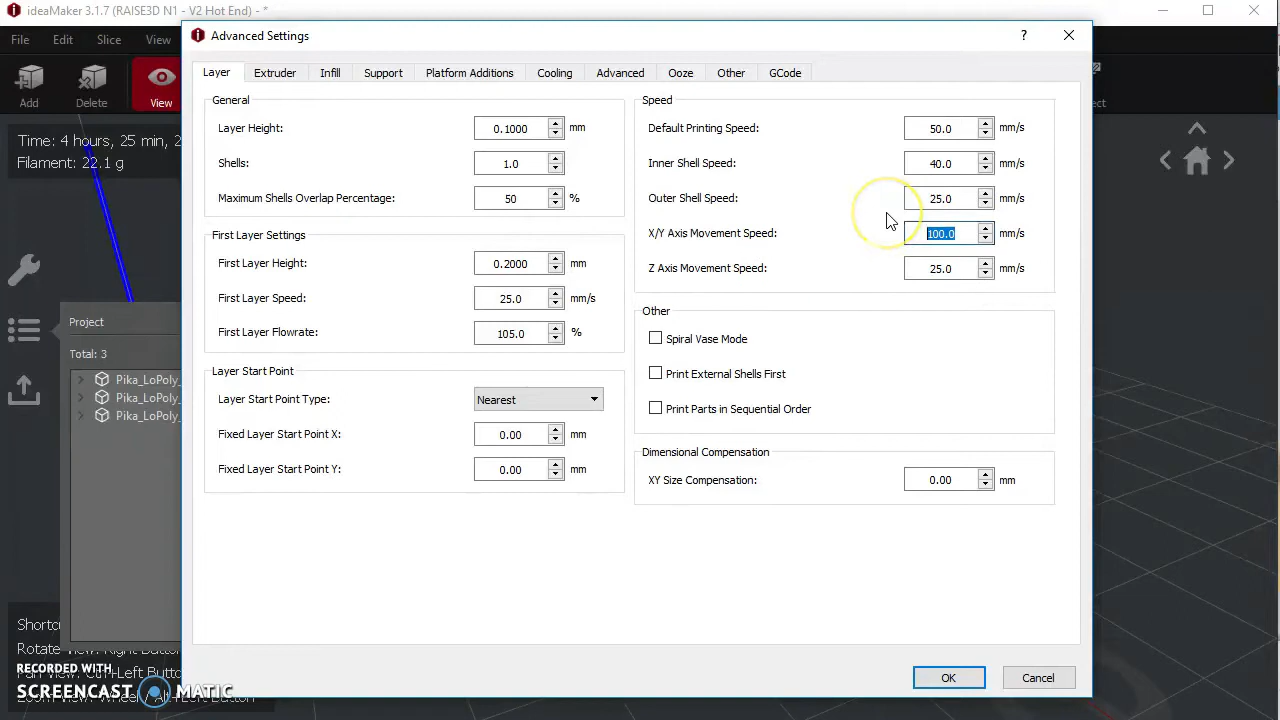 ideaMaker 3.1.7 (RAISE3D N1 - V2 Hot End) - *
File Edit Slice View
Add Delete View
Time: 4 hours, 25 min, 2
Filament: 22.1 g
Project
Total: 3
Pika_LoPoly_
Pika_LoPoly_
Pika_LoPoly_
Advanced Settings
?
Layer Extruder Infill Support Platform Additions Cooling Advanced Ooze Other GCode
General
Layer Height: 0.1000 mm
Shells: 1.0
Maximum Shells Overlap Percentage: 50 %
First Layer Settings
First Layer Height: 0.2000 mm
First Layer Speed: 25.0 mm/s
First Layer Flowrate: 105.0 %
Layer Start Point
Layer Start Point Type: Nearest
Fixed Layer Start Point X: 0.00 mm
Fixed Layer Start Point Y: 0.00 mm
Speed
Default Printing Speed: 50.0 mm/s
Inner Shell Speed: 40.0 mm/s
Outer Shell Speed: 25.0 mm/s
X/Y Axis Movement Speed: 100.0 mm/s
Z Axis Movement Speed: 25.0 mm/s
Other
Spiral Vase Mode
Print External Shells First
Print Parts in Sequential Order
Dimensional Compensation
XY Size Compensation: 0.00 mm
OK Cancel
ect
Shortc
Rotate View: Right Button
RECORDED WITH
SCREENCAST MATIC